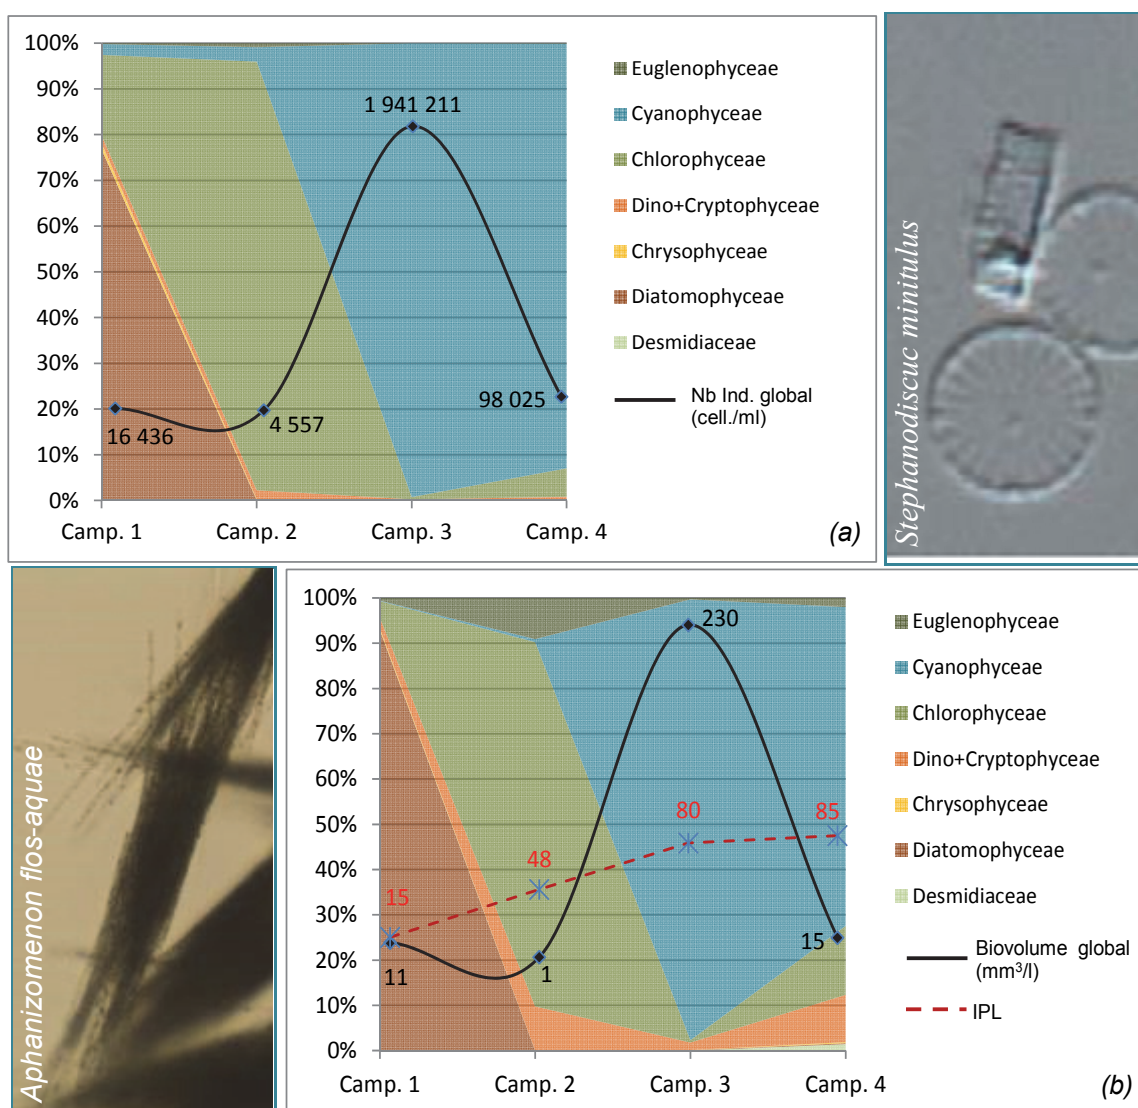 100%
90%
80%
70%
60%
50%
40%
30%
20%
10%
0%
1 941 211
16 436
4 557
98 025
Camp. 1 Camp. 2 Camp. 3 Camp. 4
Euglenophyceae
Cyanophyceae
Chlorophyceae
Dino+Cryptophyceae
Chrysophyceae
Diatomophyceae
Desmidiaceae
Nb Ind. global
(cell./ml)
(a)
Stephanodiscuc minitulus
Aphanizomenon flos-aquae
100%
90%
80%
70%
60%
50%
40%
30%
20%
10%
0%
230
80
85
48
15
15
11
1
Camp. 1 Camp. 2 Camp. 3 Camp. 4
Euglenophyceae
Cyanophyceae
Chlorophyceae
Dino+Cryptophyceae
Chrysophyceae
Diatomophyceae
Desmidiaceae
Biovolume global
(mm³/l)
IPL
(b)